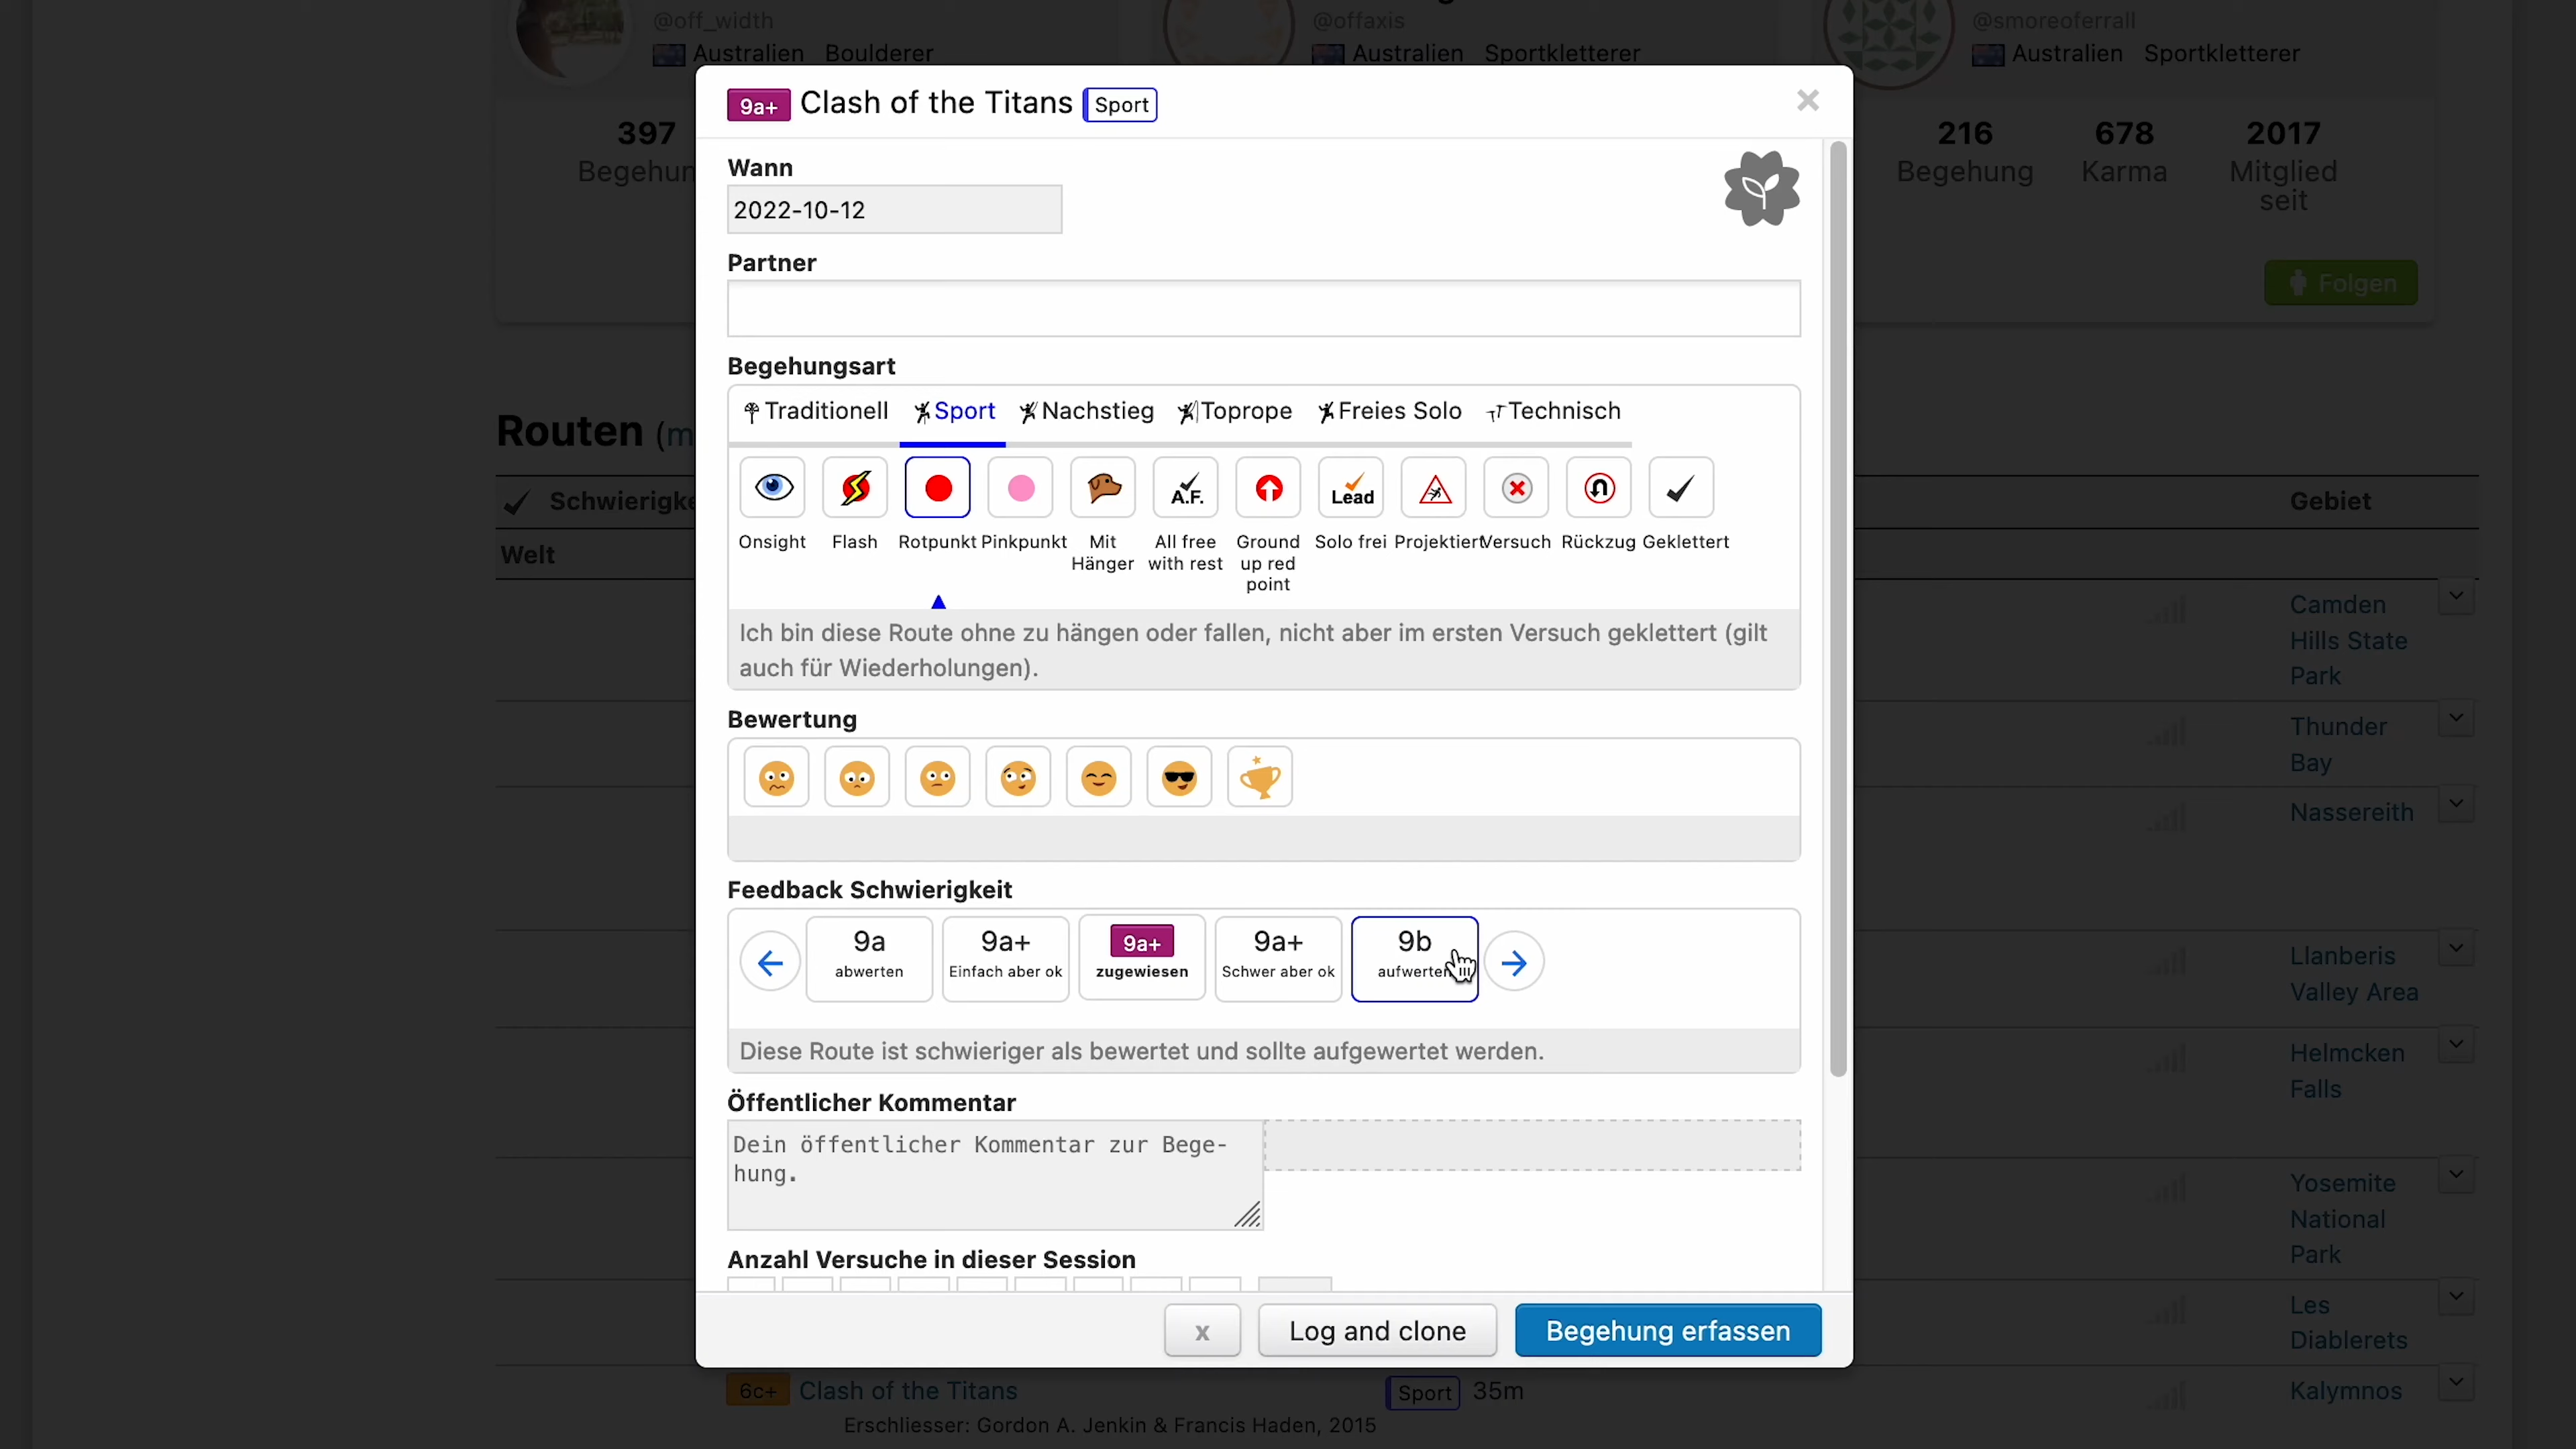 @off_width
Australien Boulderer
@offaxis
Australien Sportkletterer
@smoreoferrall
Australien Sportkletterer
397
216 678 2017
Begehung Karma Mitglied
seit
Folgen
Routen
Schwierigke
Gebiet
Welt
9a+ Clash of the Titans Sport
×
Wann
2022-10-12
Partner
Begehungsart
Traditionell Sport Nachstieg Toprope Freies Solo Technisch
A.F. Lead
Onsight Flash Rotpunkt Pinkpunkt Mit All free Ground Solo frei Projektiert Versuch Rückzug Geklettert
Hänger with rest up red
point
Ich bin diese Route ohne zu hängen oder fallen, nicht aber im ersten Versuch geklettert (gilt
auch für Wiederholungen).
Bewertung
Feedback Schwierigkeit
9a 9a+ 9a+ 9a+ 9b
abwerten Einfach aber ok zugewiesen Schwer aber ok aufwerten
Diese Route ist schwieriger als bewertet und sollte aufgewertet werden.
Öffentlicher Kommentar
Dein öffentlicher Kommentar zur Bege-
hung.
Anzahl Versuche in dieser Session
x Log and clone Begehung erfassen
Camden
Hills State
Park
Thunder
Bay
Nassereith
Llanberis
Valley Area
Helmcken
Falls
Yosemite
National
Park
Les
Diablerets
6c+ Clash of the Titans Sport 35m Kalymnos
Erschliesser: Gordon A. Jenkin & Francis Haden, 2015